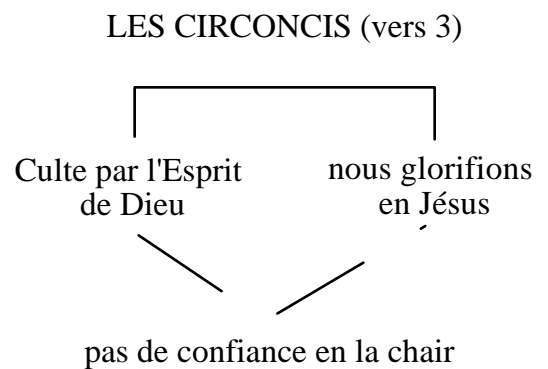 LES CIRCONCIS (vers 3)
Culte par l'Esprit
de Dieu
nous glorifions
en Jésus
pas de confiance en la chair